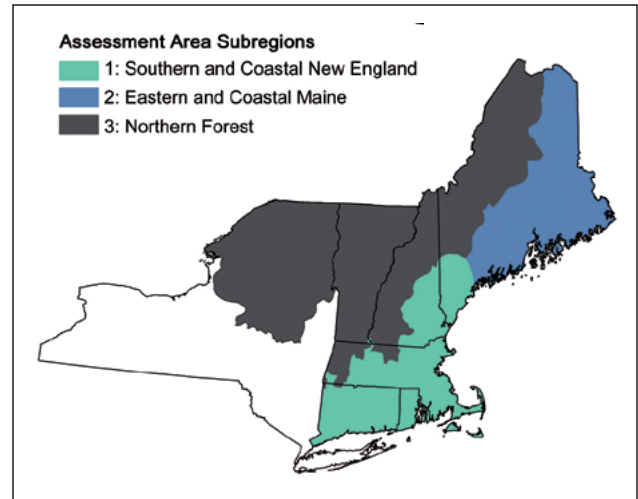 Assessment Area Subregions
1: Southern and Coastal New England
2: Eastern and Coastal Maine
3: Northern Forest